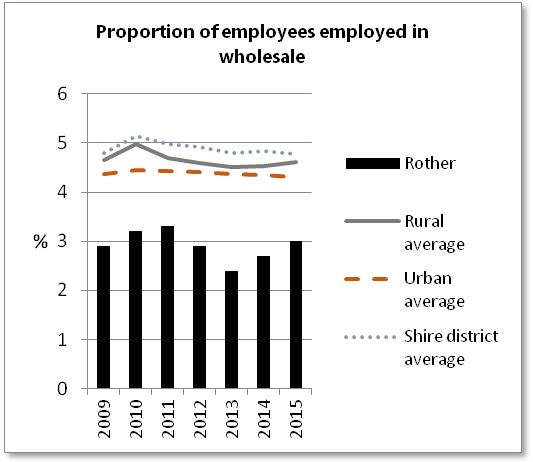 Proportion of employees employed in
wholesale
6
5
4
3
2
1
0
%
2009
2010
2011
2012
2013
2014
2015
Rother
Rural
average
Urban
average
Shire district
average